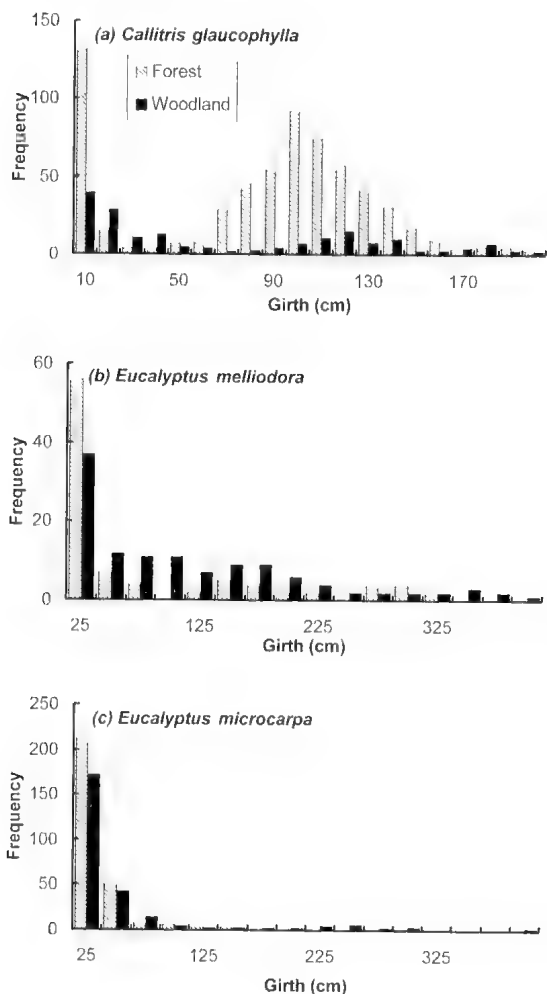 (a) Callitris glaucophylla
150
100
50
0
Frequency
Forest
Woodland
10 50 90 130 170
Girth (cm)
(b) Eucalyptus melliodora
60
40
20
0
Frequency
25 125 225 325
Girth (cm)
(c) Eucalyptus microcarpa
250
200
150
100
50
0
Frequency
25 125 225 325
Girth (cm)